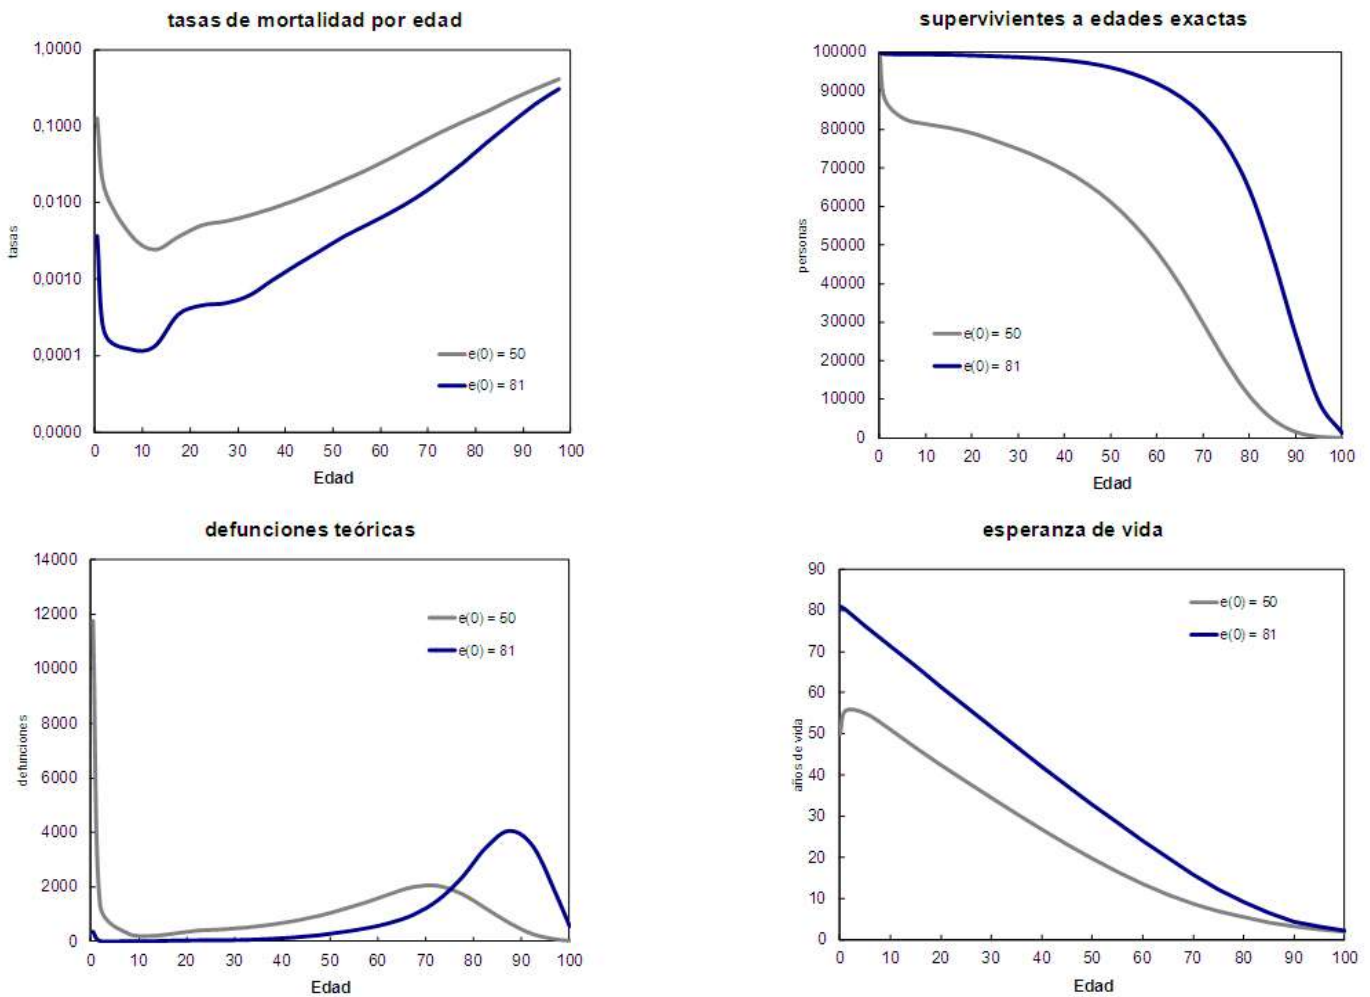 tasas de mortalidad por edad
1,0000
0,1000
0,0100
0,0010
0,0001
0,0000
tasas
e(0) = 50
e(0) = 81
0 10 20 30 40 50 60 70 80 90 100
Edad
supervivientes a edades exactas
100000
90000
80000
70000
60000
50000
40000
30000
20000
10000
0
personas
e(0) = 50
e(0) = 81
0 10 20 30 40 50 60 70 80 90 100
Edad
defunciones teóricas
14000
12000
10000
8000
6000
4000
2000
0
defunciones
e(0) = 50
e(0) = 81
0 10 20 30 40 50 60 70 80 90 100
Edad
esperanza de vida
90
80
70
60
50
40
30
20
10
0
años de vida
e(0) = 50
e(0) = 81
0 10 20 30 40 50 60 70 80 90 100
Edad